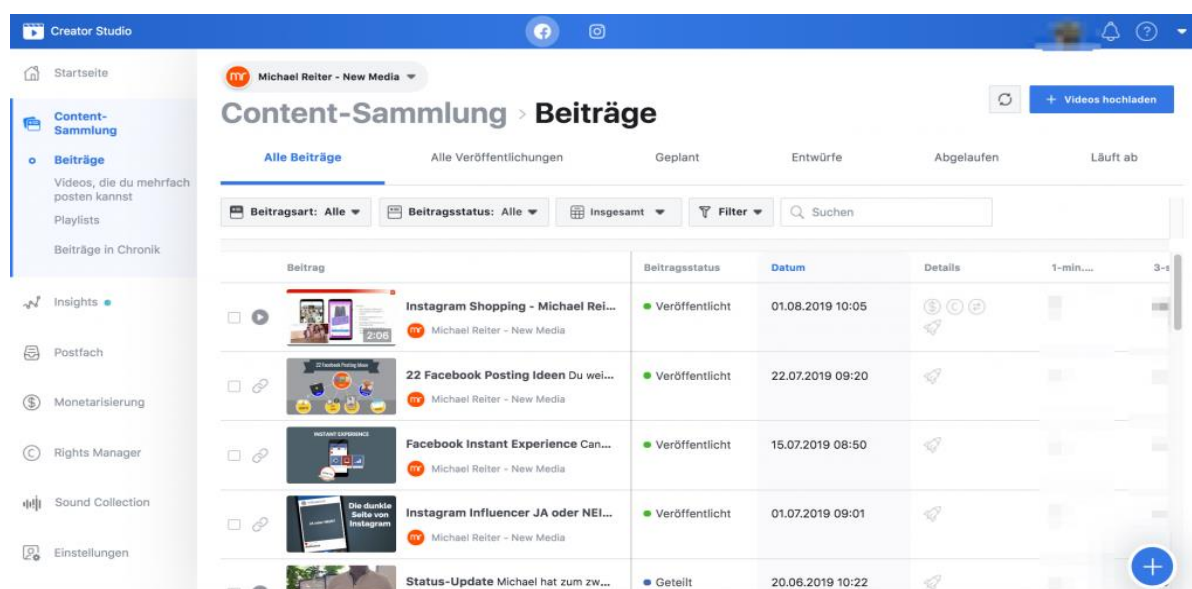 Creator Studio
Startseite
Content-
Sammlung
Beiträge
Videos, die du mehrfach
posten kannst
Playlists
Beiträge in Chronik
Insights
Postfach
Monetarisierung
Rights Manager
Sound Collection
Einstellungen
mr Michael Reiter - New Media
Content-Sammlung > Beiträge
+ Videos hochladen
Alle Beiträge Alle Veröffentlichungen Geplant Entwürfe Abgelaufen Läuft ab
Beitragsart: Alle Beitragsstatus: Alle Insgesamt Filter Suchen
Beitrag Beitragsstatus Datum Details 1-min....
2:06
Instagram Shopping - Michael Rei... Veröffentlicht 01.08.2019 10:05
mr Michael Reiter - New Media
22 Facebook Posting Ideen
22 Facebook Posting Ideen Du wei... Veröffentlicht 22.07.2019 09:20
mr Michael Reiter - New Media
INSTANT EXPERIENCE
Facebook Instant Experience Can... Veröffentlicht 15.07.2019 08:50
mr Michael Reiter - New Media
Die dunkle
Seite von
Instagram
Instagram Influencer JA oder NEI... Veröffentlicht 01.07.2019 09:01
mr Michael Reiter - New Media
Status-Update Michael hat zum zw... Geteilt 20.06.2019 10:22